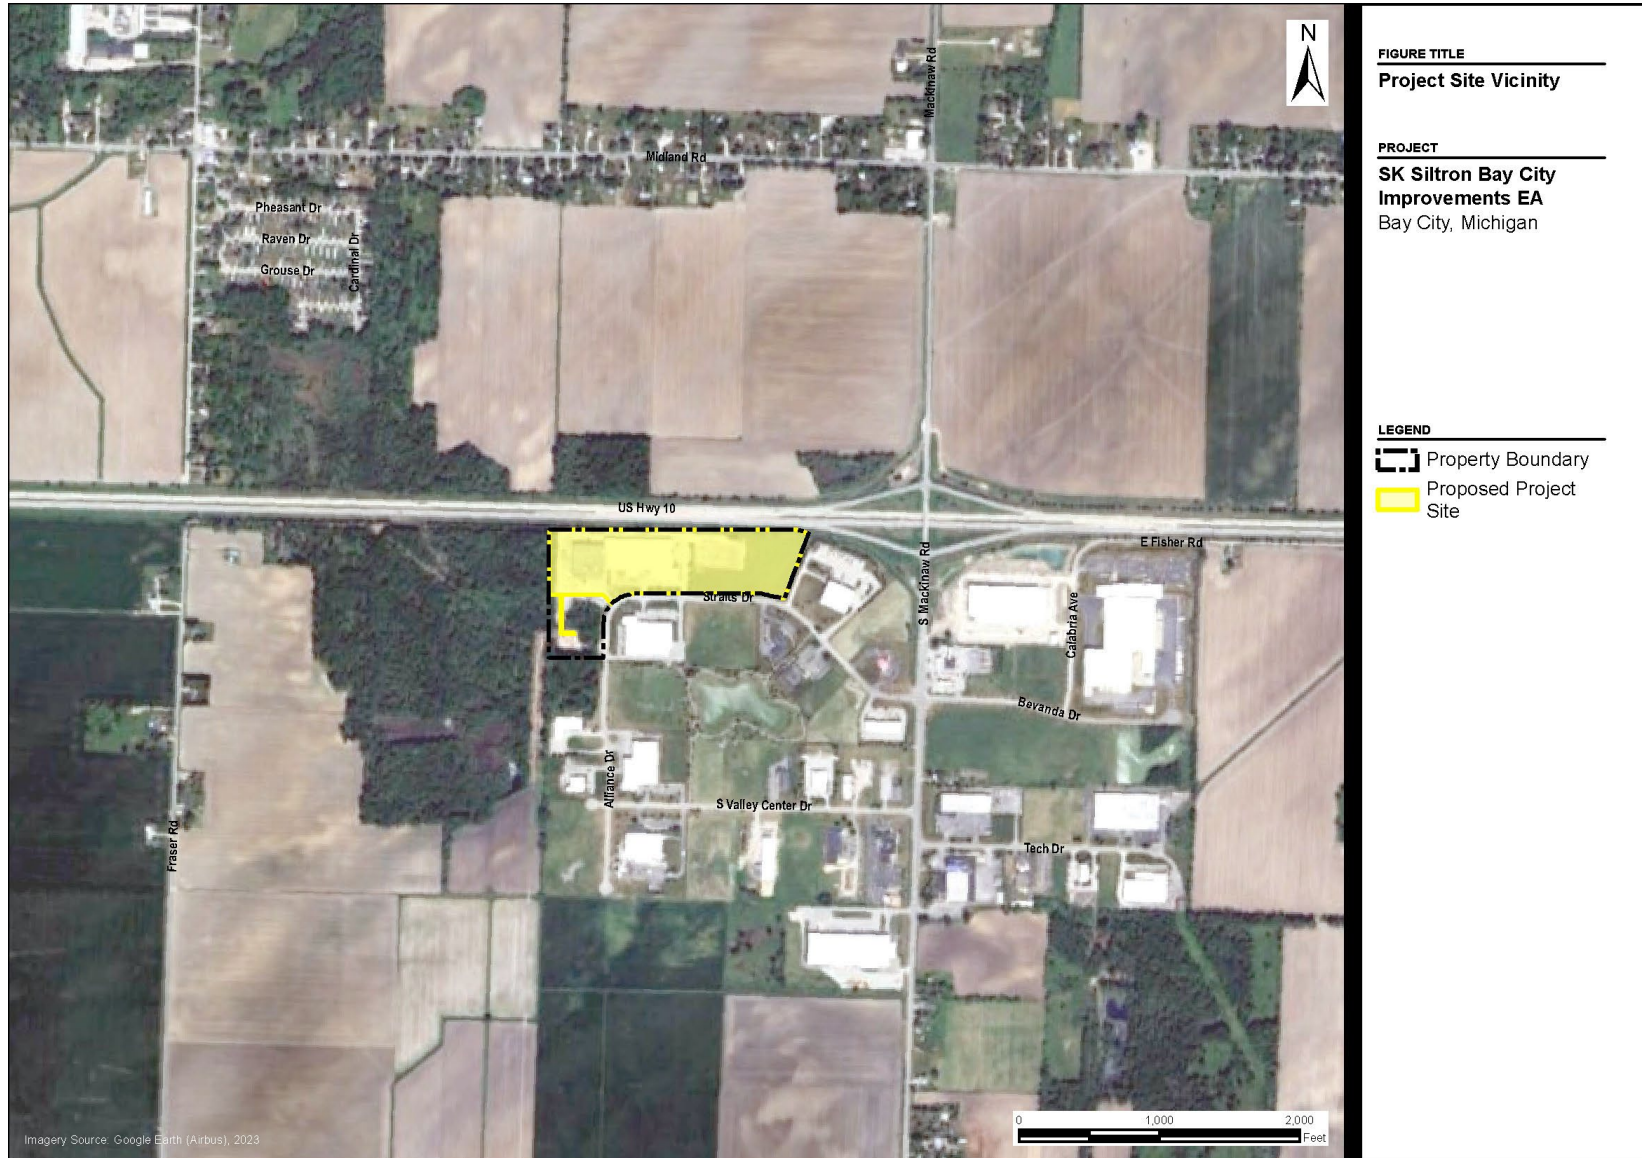 N
Mackinaw Rd
Midland Rd
Pheasant Dr
Raven Dr
Grouse Dr
Cardinal Dr
US Hwy 10
E Fisher Rd
S Mackinaw Rd
Straits Dr
Calabria Ave
Bevanda Dr
Alliance Dr
S Valley Center Dr
Fraser Rd
Tech Dr
0 1,000 2,000
Feet
Imagery Source: Google Earth (Airbus), 2023
FIGURE TITLE
Project Site Vicinity
PROJECT
SK Siltron Bay City
Improvements EA
Bay City, Michigan
LEGEND
Property Boundary
Proposed Project
Site